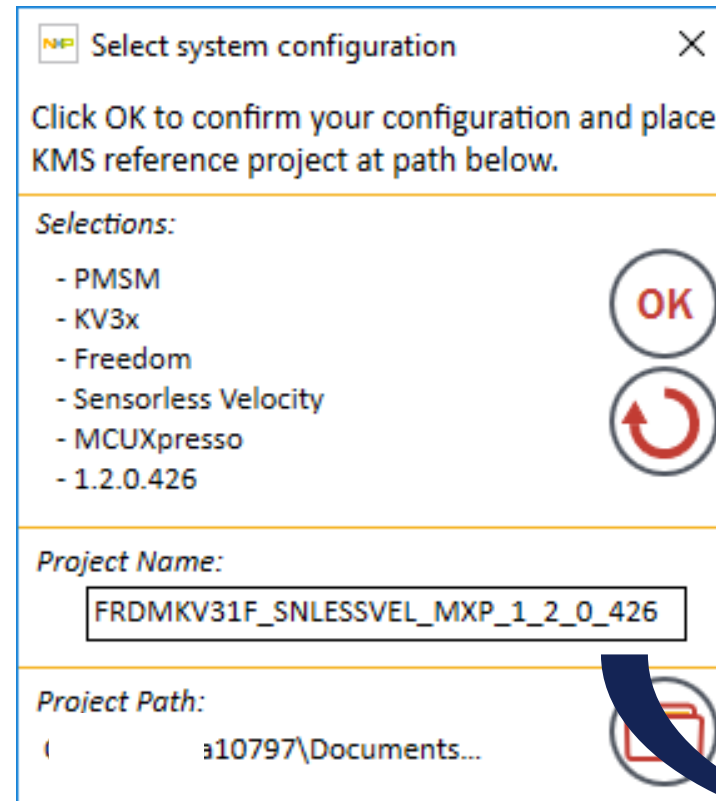 NXP Select system configuration
Click OK to confirm your configuration and place
KMS reference project at path below.
Selections:
- PMSM
- KV3x
- Freedom
- Sensorless Velocity
- MCUXpresso
- 1.2.0.426
OK
Project Name:
FRDMKV31F_SNLESSVEL_MXP_1_2_0_426
Project Path:
a10797\Documents...